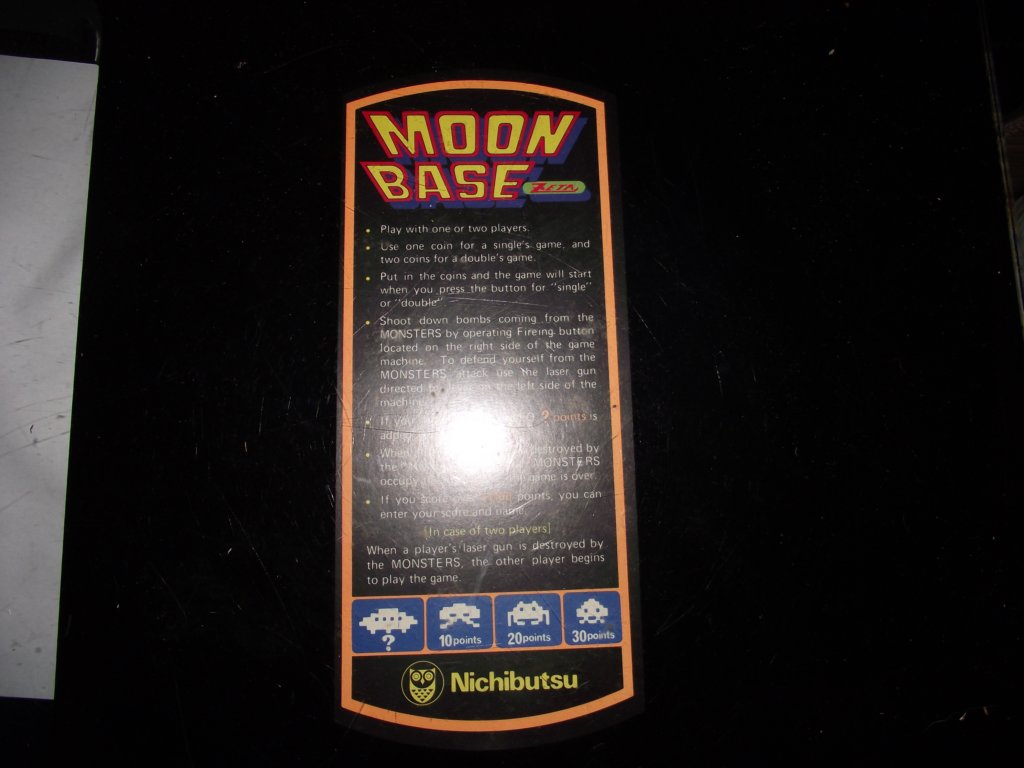 MOON
BASE ZETA
• Play with one or two players.
• Use one coin for a single's game, and
two coins for a double's game.
• Put in the coins and the game will start
when you press the button for "single"
or "double".
• Shoot down bombs coming from the
MONSTERS by operating Fireing button
located on the right side of the game
machine. To defend yourself from the
MONSTERS attack use the laser gun
directed to on the left side of the
machine
• If you ? points is
added
• When destroyed by
the MONSTERS
occupy game is over.
• If you score points, you can
enter your score and name.
[In case of two players]
When a player's laser gun is destroyed by
the MONSTERS, the other player begins
to play the game.
? 10points 20points 30points
Nichibutsu